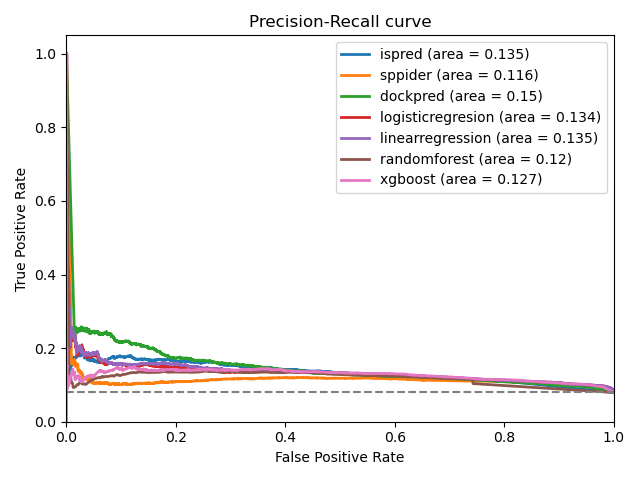 Precision-Recall curve
ispred (area = 0.135)
sppider (area = 0.116)
dockpred (area = 0.15)
logisticregresion (area = 0.134)
linearregression (area = 0.135)
randomforest (area = 0.12)
xgboost (area = 0.127)
True Positive Rate
1.0
0.8
0.6
0.4
0.2
0.0
0.0 0.2 0.4 0.6 0.8 1.0
False Positive Rate